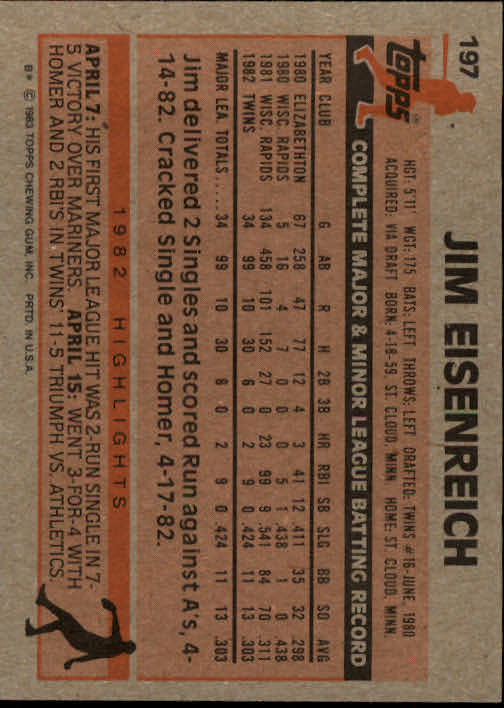 197
Topps
JIM EISENREICH
HGT: 5'11" WGT: 175 BATS: LEFT THROWS: LEFT DRAFTED: TWINS #16-JUNE, 1980
ACQUIRED: VIA DRAFT BORN: 4-18-59, ST. CLOUD, MINN. HOME: ST. CLOUD, MINN.
COMPLETE MAJOR & MINOR LEAGUE BATTING RECORD
YEAR CLUB G AB R H 2B 3B HR RBI SB SLG BB SO AVG
1980 ELIZABETHTON 67 258 47 77 12 4 3 41 12 .411 35 32 .298
1980 WISC. RAPIDS 5 16 4 7 0 0 0 5 1 .438 1 0 .438
1981 WISC. RAPIDS 134 458 101 152 27 0 23 99 9 .541 84 70 .311
1982 TWINS 34 99 10 30 6 0 2 9 0 .424 11 13 .303
MAJOR LEA. TOTALS..... 34 99 10 30 6 0 2 9 0 .424 11 13 .303
Jim delivered 2 Singles and scored Run against A's, 4-
14-82. Cracked Single and Homer, 4-17-82.
1982 HIGHLIGHTS
APRIL 7: HIS FIRST MAJOR LEAGUE HIT WAS 2-RUN SINGLE IN 7-
5 VICTORY OVER MARINERS. APRIL 15: WENT 3-FOR-4 WITH
HOMER AND 2 RBI'S IN TWINS' 11-5 TRIUMPH VS. ATHLETICS.
B* © 1983 TOPPS CHEWING GUM, INC. PRTD. IN U.S.A.